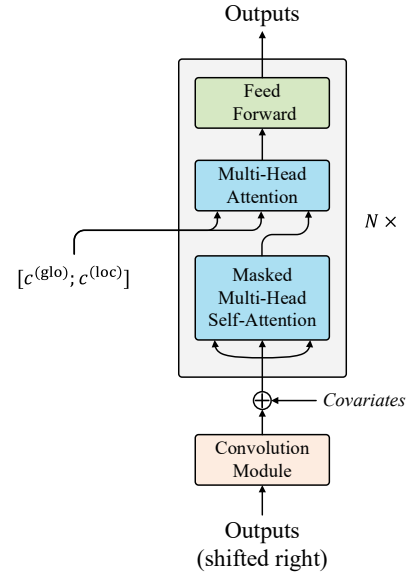 Outputs
Feed
Forward
Multi-Head
Attention
N ×
[c^(glo); c^(loc)]
Masked
Multi-Head
Self-Attention
Covariates
Convolution
Module
Outputs
(shifted right)